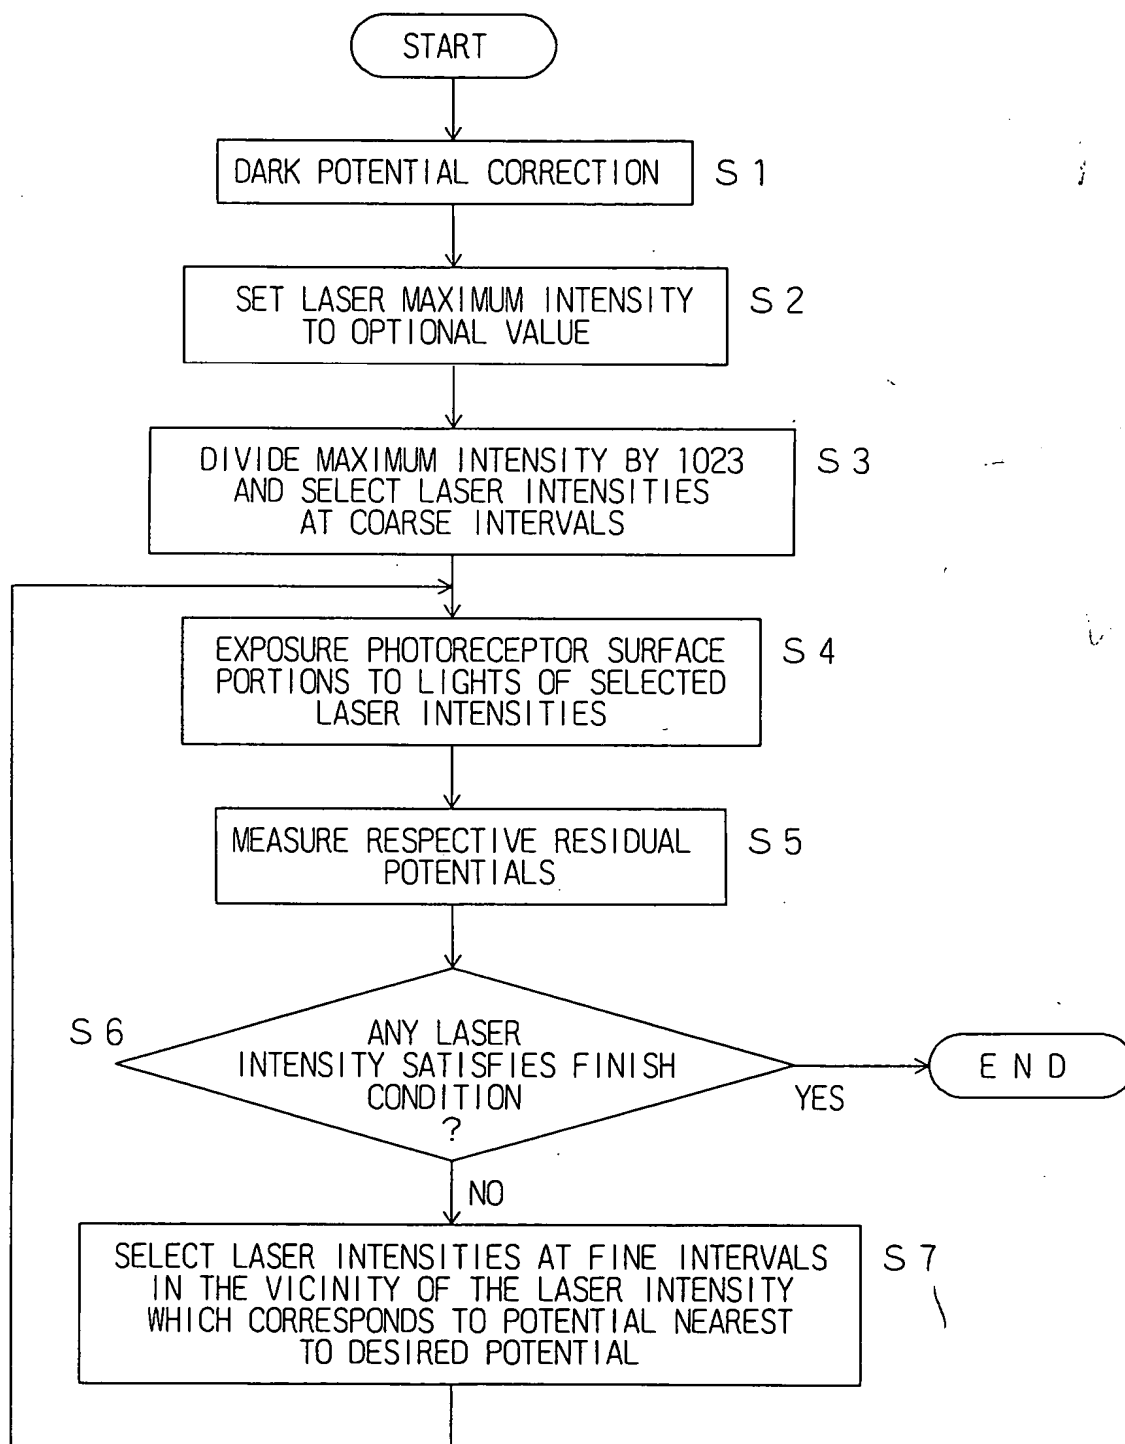 START
DARK POTENTIAL CORRECTION
S 1
SET LASER MAXIMUM INTENSITY
TO OPTIONAL VALUE
S 2
DIVIDE MAXIMUM INTENSITY BY 1023
AND SELECT LASER INTENSITIES
AT COARSE INTERVALS
S 3
EXPOSURE PHOTORECEPTOR SURFACE
PORTIONS TO LIGHTS OF SELECTED
LASER INTENSITIES
S 4
MEASURE RESPECTIVE RESIDUAL
POTENTIALS
S 5
S 6
ANY LASER
INTENSITY SATISFIES FINISH
CONDITION
?
YES
END
NO
SELECT LASER INTENSITIES AT FINE INTERVALS
IN THE VICINITY OF THE LASER INTENSITY
WHICH CORRESPONDS TO POTENTIAL NEAREST
TO DESIRED POTENTIAL
S 7